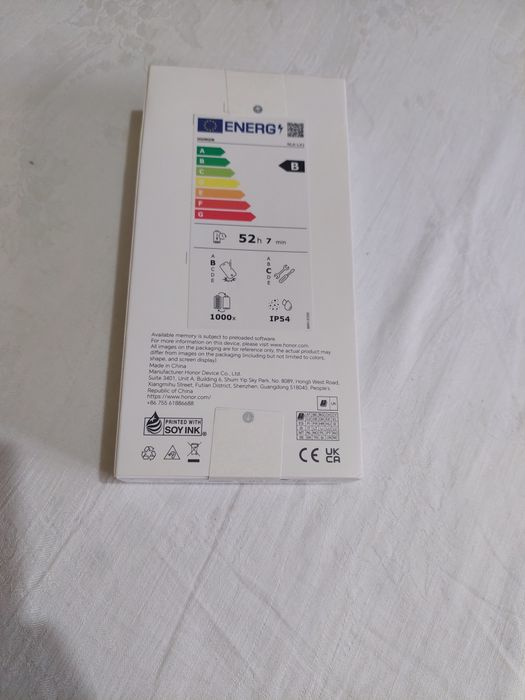 ENERG
HONOR
A
B
C
D
E
F
G
B
52h 7 min
A
B
C
D
E
A
B
C
D
E
1000x
IP54
Available memory is subject to preloaded software.
For more information on this device, please visit www.honor.com.
All images on the packaging are for reference only, the actual product may
differ from images on the packaging (including but not limited to colors,
shape, and screen display).
Made in China
Manufacturer: Honor Device Co., Ltd.
Suite 3401, Unit A, Building 6, Shum Yip Sky Park, No. 8089, Hongli West Road,
Xiangmihu Street, Futian District, Shenzhen, Guangdong 518040, People's
Republic of China
https://www.honor.com/
+86 755 61886688
PRINTED WITH
SOY INK
CE
UK
CA